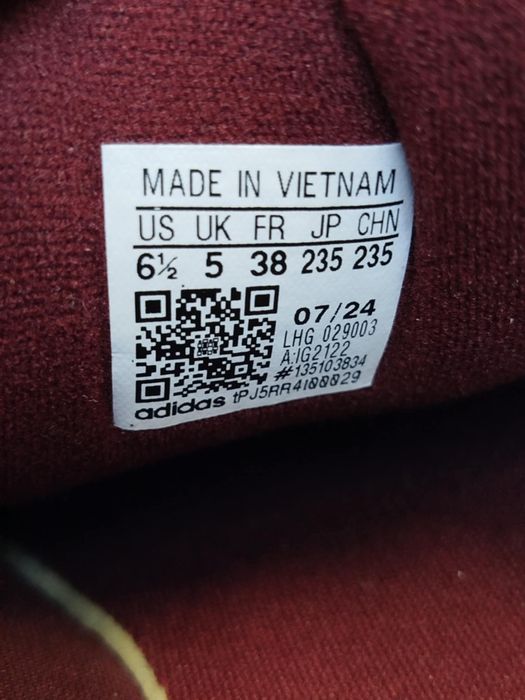 MADE IN VIETNAM
US UK FR JP CHN
6½ 5 38 235 235
07/24
LHG 029003
A:IG2122
#135103834
adidas tPJ5RR4I00029